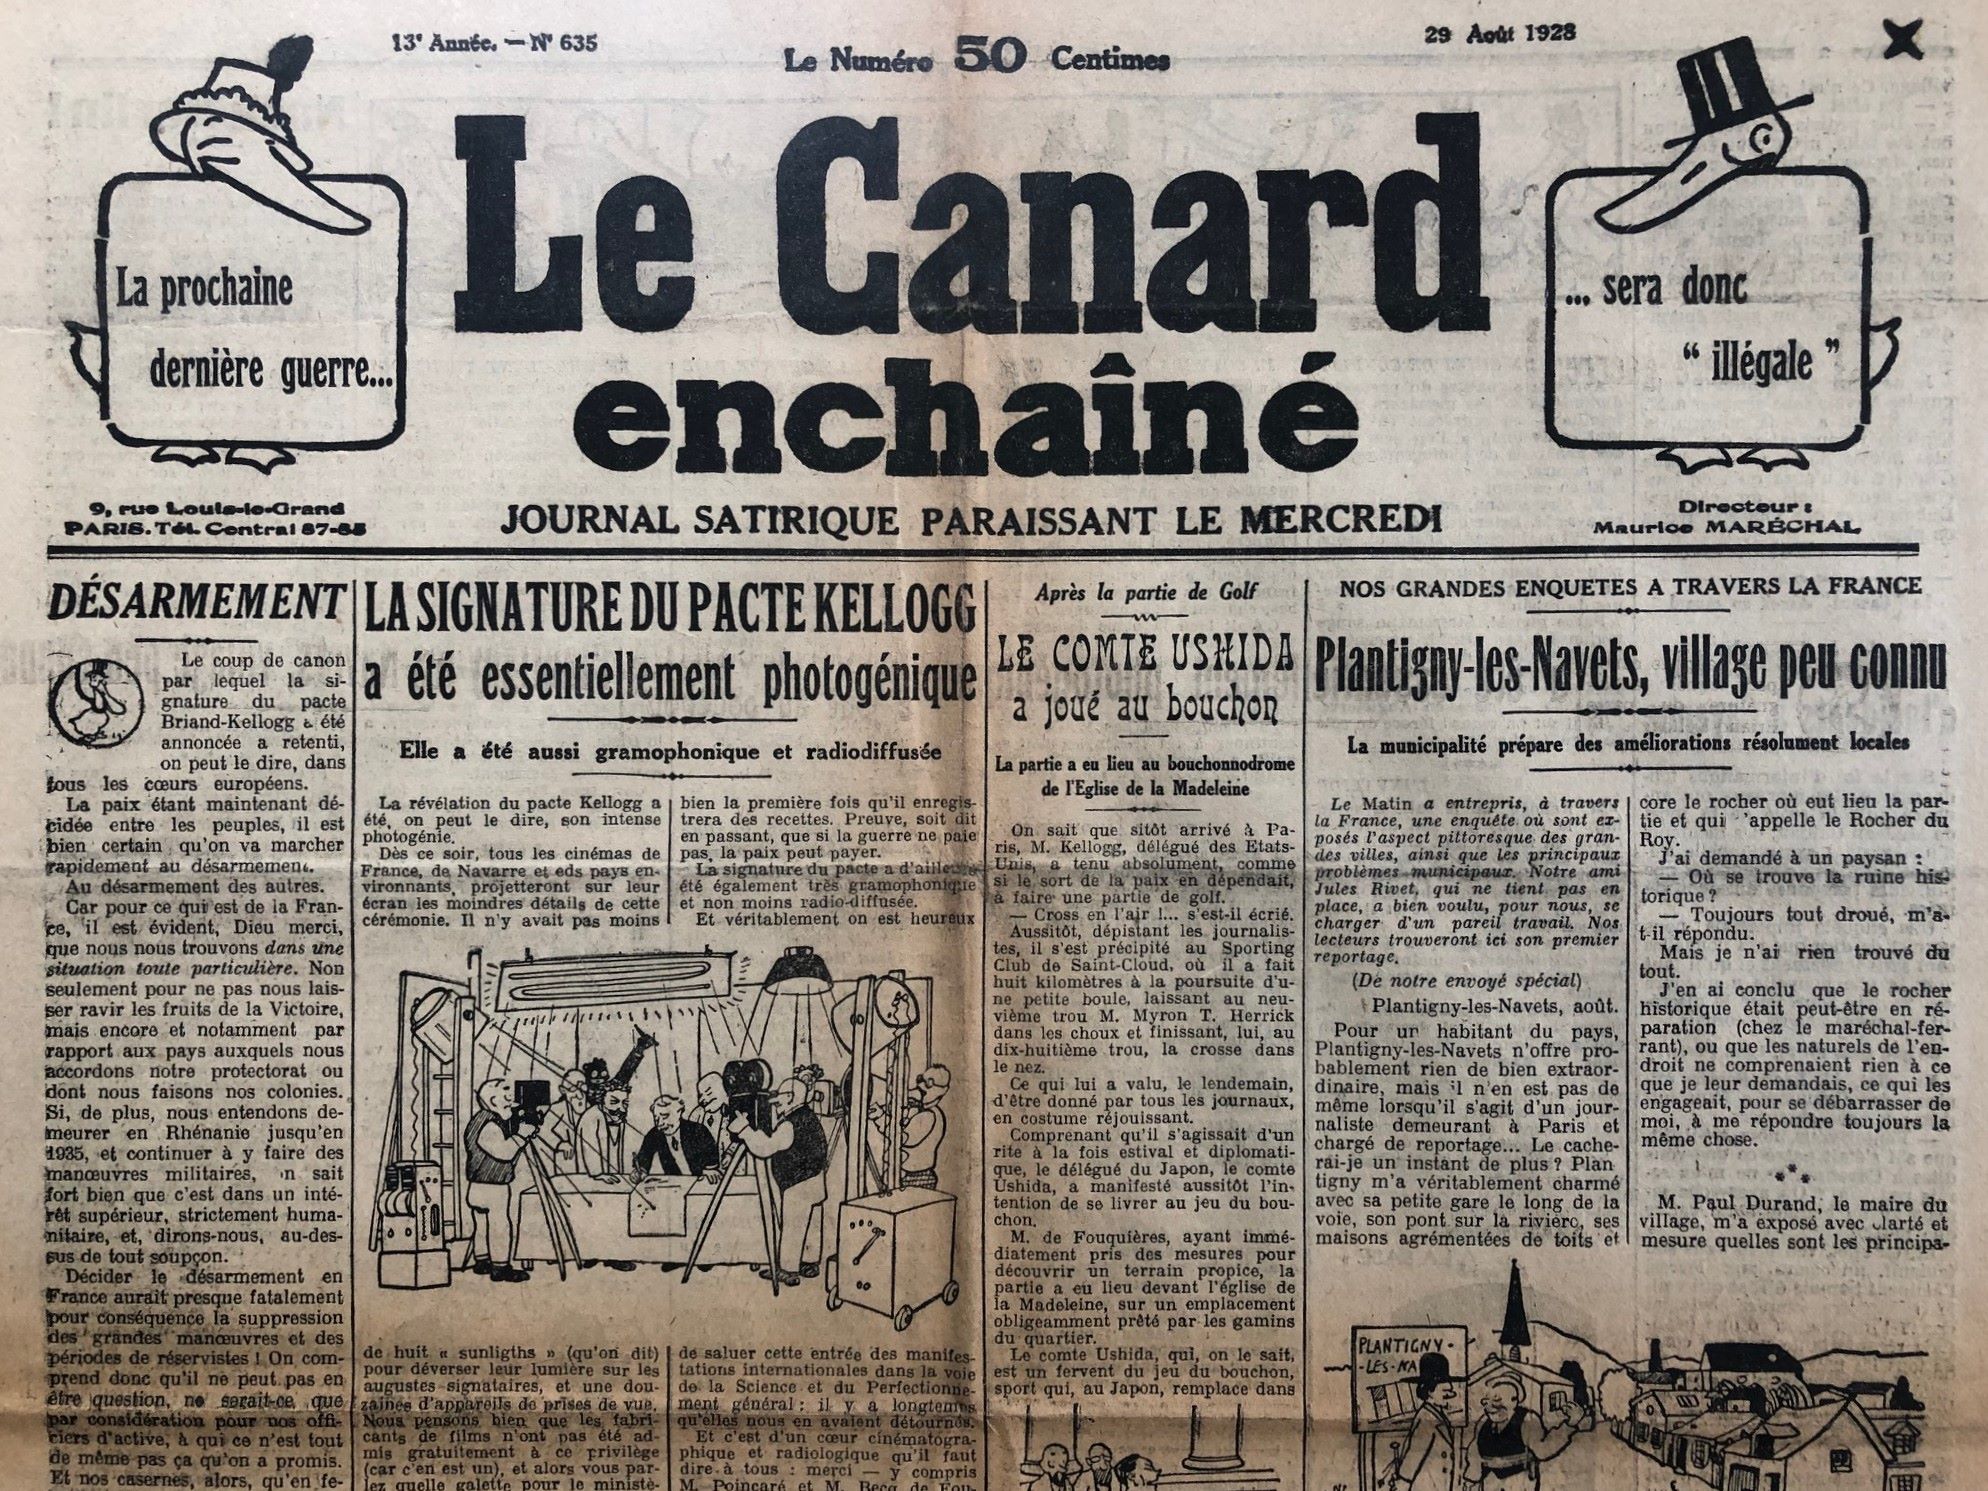 13e Année. — N° 635
Le Numéro 50 Centimes
29 Août 1928
La prochaine
dernière guerre...
Le Canard
enchaîné
... sera donc
“ illégale ”
9, rue Louis-le-Grand
PARIS. Tél. Central 87-65
JOURNAL SATIRIQUE PARAISSANT LE MERCREDI
Directeur :
Maurice MARÉCHAL
DÉSARMEMENT
Le coup de canon
par lequel la si-
gnature du pacte
Briand-Kellogg a été
annoncée a retenti,
on peut le dire, dans
tous les cœurs européens.
La paix étant maintenant dé-
cidée entre les peuples, il est
bien certain qu'on va marcher
rapidement au désarmement.
Au désarmement des autres.
Car pour ce qui est de la Fran-
ce, il est évident, Dieu merci,
que nous nous trouvons dans une
situation toute particulière. Non
seulement pour ne pas nous lais-
ser ravir les fruits de la Victoire,
mais encore et notamment par
rapport aux pays auxquels nous
accordons notre protectorat ou
dont nous faisons nos colonies.
Si, de plus, nous entendons de-
meurer en Rhénanie jusqu'en
1935, et continuer à y faire des
manœuvres militaires, on sait
fort bien que c'est dans un inté-
rêt supérieur, strictement huma-
nitaire, et, dirons-nous, au-des-
sus de tout soupçon.
Décider le désarmement en
France aurait presque fatalement
pour conséquence la suppression
des grandes manœuvres et des
périodes de réservistes ! On com-
prend donc qu'il ne peut pas en
être question, ne serait-ce que
par considération pour nos offi-
ciers d'active, à qui ce n'est tout
de même pas ça qu'on a promis.
Et nos casernes, alors, qu'en fe-
LA SIGNATURE DU PACTE KELLOGG
a été essentiellement photogénique
Elle a été aussi gramophonique et radiodiffusée
La révélation du pacte Kellogg a
été, on peut le dire, son intense
photogénie.
Dès ce soir, tous les cinémas de
France, de Navarre et eds pays en-
vironnants, projetteront sur leur
écran les moindres détails de cette
cérémonie. Il n'y avait pas moins
de huit « sunligths » (qu'on dit)
pour déverser leur lumière sur les
augustes signataires, et une dou-
zaines d'appareils de prises de vue.
Nous pensons bien que les fabri-
cants de films n'ont pas été ad-
mis gratuitement à ce privilège
(car c'en est un), et alors vous par-
lez quelle galette pour le ministè-
bien la première fois qu'il enregis-
trera des recettes. Preuve, soit dit
en passant, que si la guerre ne paie
pas, la paix peut payer.
La signature du pacte a d'ailleurs
été également très gramophonique
et non moins radio-diffusée.
Et véritablement on est heureux
de saluer cette entrée des manifes-
tations internationales dans la voie
de la Science et du Perfectionne-
ment général : il y a longtemps
qu'elles nous en avaient détournés.
Et c'est d'un cœur cinématogra-
phique et radiologique qu'il faut
dire à tous : merci — y compris
M. Poincaré et M. Becq de Fou-
Après la partie de Golf
LE COMTE USHIDA
a joué au bouchon
La partie a eu lieu au bouchonnodrome
de l'Eglise de la Madeleine
On sait que sitôt arrivé à Pa-
ris, M. Kellogg, délégué des Etats-
Unis, a tenu absolument, comme
si le sort de la paix en dépendait,
à faire une partie de golf.
— Cross en l'air !... s'est-il écrié.
Aussitôt, dépistant les journalis-
tes, il s'est précipité au Sporting
Club de Saint-Cloud, où il a fait
huit kilomètres à la poursuite d'u-
ne petite boule, laissant au neu-
vième trou M. Myron T. Herrick
dans les choux et finissant, lui, au
dix-huitième trou, la crosse dans
le nez.
Ce qui lui a valu, le lendemain,
d'être donné par tous les journaux,
en costume réjouissant.
Comprenant qu'il s'agissait d'un
rite à la fois estival et diplomati-
que, le délégué du Japon, le comte
Ushida, a manifesté aussitôt l'in-
tention de se livrer au jeu du bou-
chon.
M. de Fouquières, ayant immé-
diatement pris des mesures pour
découvrir un terrain propice, la
partie a eu lieu devant l'église de
la Madeleine, sur un emplacement
obligeamment prêté par les gamins
du quartier.
Le comte Ushida, qui, on le sait,
est un fervent du jeu du bouchon,
sport qui, au Japon, remplace dans
NOS GRANDES ENQUETES A TRAVERS LA FRANCE
Plantigny-les-Navets, village peu connu
La municipalité prépare des améliorations résolument locales
Le Matin a entrepris, à travers
la France, une enquête où sont ex-
posés l'aspect pittoresque des gran-
des villes, ainsi que les principaux
problèmes municipaux. Notre ami
Jules Rivet, qui ne tient pas en
place, a bien voulu, pour nous, se
charger d'un pareil travail. Nos
lecteurs trouveront ici son premier
reportage.
(De notre envoyé spécial)
Plantigny-les-Navets, août.
Pour un habitant du pays,
Plantigny-les-Navets n'offre pro-
bablement rien de bien extraor-
dinaire, mais il n'en est pas de
même lorsqu'il s'agit d'un jour-
naliste demeurant à Paris et
chargé de reportage... Le cache-
rai-je un instant de plus ? Plan
tigny m'a véritablement charmé
avec sa petite gare le long de la
voie, son pont sur la rivière, ses
maisons agrémentées de toits et
core le rocher où eut lieu la par-
tie et qui 'appelle le Rocher du
Roy.
J'ai demandé à un paysan :
— Où se trouve la ruine his-
torique ?
— Toujours tout droué, m'a-
t-il répondu.
Mais je n'ai rien trouvé du
tout.
J'en ai conclu que le rocher
historique était peut-être en ré-
paration (chez le maréchal-fer-
rant), ou que les naturels de l'en-
droit ne comprenaient rien à ce
que je leur demandais, ce qui les
engageait, pour se débarrasser de
moi, à me répondre toujours la
même chose.
* * *
M. Paul Durand, le maire du
village, m'a exposé avec clarté et
mesure quelles sont les principa-
PLANTIGNY-
LES-NA